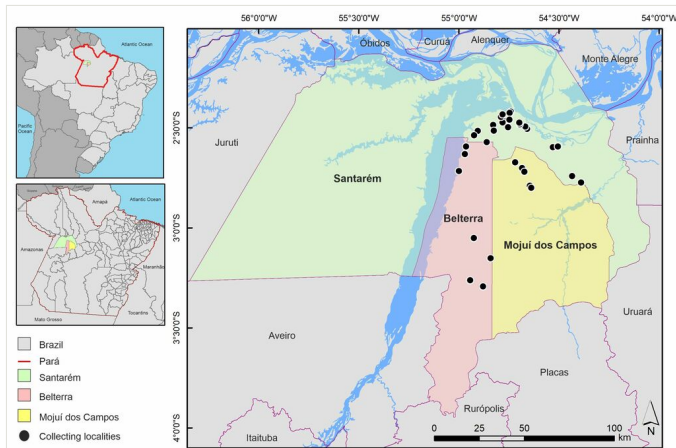 56°0'0"W
55°30'0"W
55°0'0"W
54°30'0"W
54°0'0"W
Atlantic Ocean
Pacific
Ocean
Óbidos
Curuá
Alenquer
Monte Alegre
2°30'0"S
Juruti
Prainha
Santarém
Belterra
3°0'0"S
Mojuí dos Campos
Atlantic Ocean
Amapá
Amazonas
Maranhão
Mato Grosso
Tocantins
3°30'0"S
Aveiro
Uruará
Placas
Rurópolis
4°0'0"S
Itaituba
Brazil
Pará
Santarém
Belterra
Mojuí dos Campos
Collecting localities
0 25 50 100
km
N